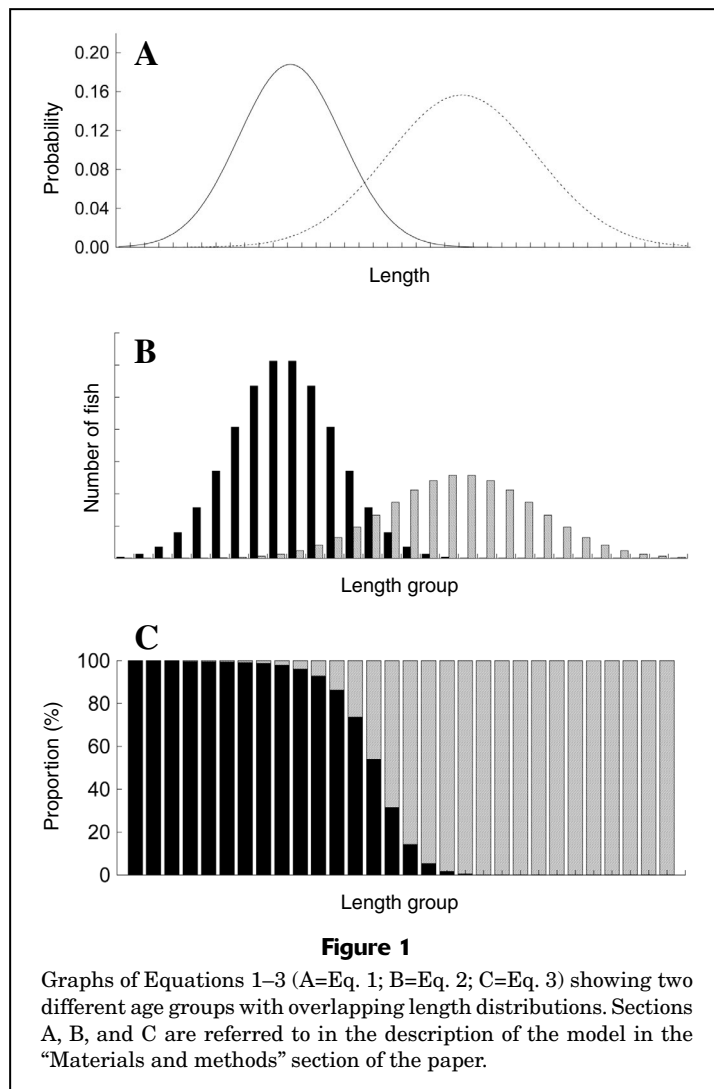 A
0.20
0.16
0.12
0.08
0.04
0.00
Probability
Length
B
Number of fish
Length group
C
100
80
60
40
20
0
Proportion (%)
Length group
Figure 1
Graphs of Equations 1–3 (A=Eq. 1; B=Eq. 2; C=Eq. 3) showing two
different age groups with overlapping length distributions. Sections
A, B, and C are referred to in the description of the model in the
“Materials and methods” section of the paper.